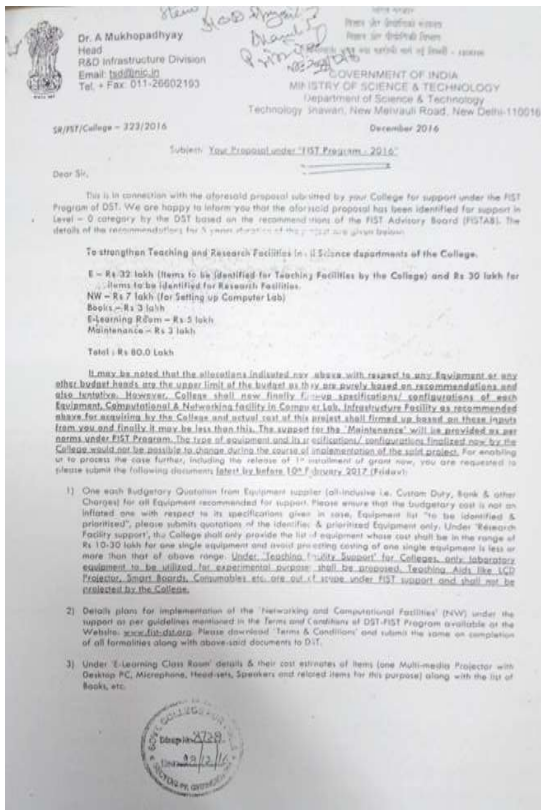 Dr. A Mukhopadhyay
Head
R&D Infrastructure Division
Email: tsd@nic.in
Tel. + Fax: 011-26602193
GOVERNMENT OF INDIA
MINISTRY OF SCIENCE & TECHNOLOGY
Department of Science & Technology
Technology Bhawan, New Mehrauli Road, New Delhi-110016
SR/FST/College – 323/2016
December 2016
Subject: Your Proposal under "FIST Program - 2016"
Dear Sir,
This is in connection with the aforesaid proposal submitted by your College for support under the FIST
Program of DST. We are happy to inform you that the aforesaid proposal has been identified for support in
Level – 0 category by the DST based on the recommendations of the FIST Advisory Board (FISTAB). The
details of the recommendations for 5 years duration of the project are given below:
To strengthen Teaching and Research Facilities in Science departments of the College.
E – Rs 32 lakh (Items to be identified for Teaching Facilities by the College) and Rs 30 lakh for
items to be identified for Research Facilities.
NW – Rs 7 lakh (for Setting up Computer Lab)
Books – Rs 3 lakh
E-Learning Room – Rs 5 lakh
Maintenance – Rs 3 lakh
Total : Rs 80.0 Lakh
It may be noted that the allocations indicated above with respect to any Equipment or any
other budget heads are the upper limit of the budget as they are purely based on recommendations and
also tentative. However, College shall now finally specifications/ configurations of each
Equipment, Computational & Networking facility in Computer Lab, Infrastructure Facility as recommended
above for acquiring by the College and actual cost of this project shall firmed up based on these inputs
from you and finally it may be less than this. The support for the 'Maintenance' will be provided as per
norms under FIST Program. The type of equipment and its specifications/ configurations finalized now by the
College would not be possible to change during the course of implementation of the said project. For enabling
us to process the case further, including the release of 1st installment of grant now, you are requested to
please submit the following documents latest by before 10th February 2017 (Friday):
1) One each Budgetary Quotation from Equipment supplier (all-inclusive i.e. Custom Duty, Bank & other
Charges) for all Equipment recommended for support. Please ensure that the budgetary cost is not an
inflated one with respect to its specifications given in case, Equipment list "to be identified &
prioritized", please submits quotations of the identified & prioritized Equipment only. Under 'Research
Facility support', the College shall only provide the list of equipment whose cost shall be in the range of
Rs 10-30 lakh for one single equipment and avoid projecting costing of one single equipment is less or
more than that of above range. Under 'Teaching Facility Support' for Colleges, only laboratory
equipment to be utilized for experimental purpose shall be proposed. Teaching Aids like LCD
Projector, Smart Boards, Consumables etc. are out of scope under FIST support and shall not be
projected by the College.
2) Details plans for implementation of the 'Networking and Computational Facilities' (NW) under the
support as per guidelines mentioned in the Terms and Conditions of DST-FIST Program available at the
Website, www.fist-dst.org. Please download 'Terms & Conditions' and submit the same on completion
of all formalities along with above-said documents to DST.
3) Under 'E-Learning Class Room' details & their cost estimates of Items (one Multi-media Projector with
Desktop PC, Microphone, Head-sets, Speakers and related items for this purpose) along with the list of
Books, etc.